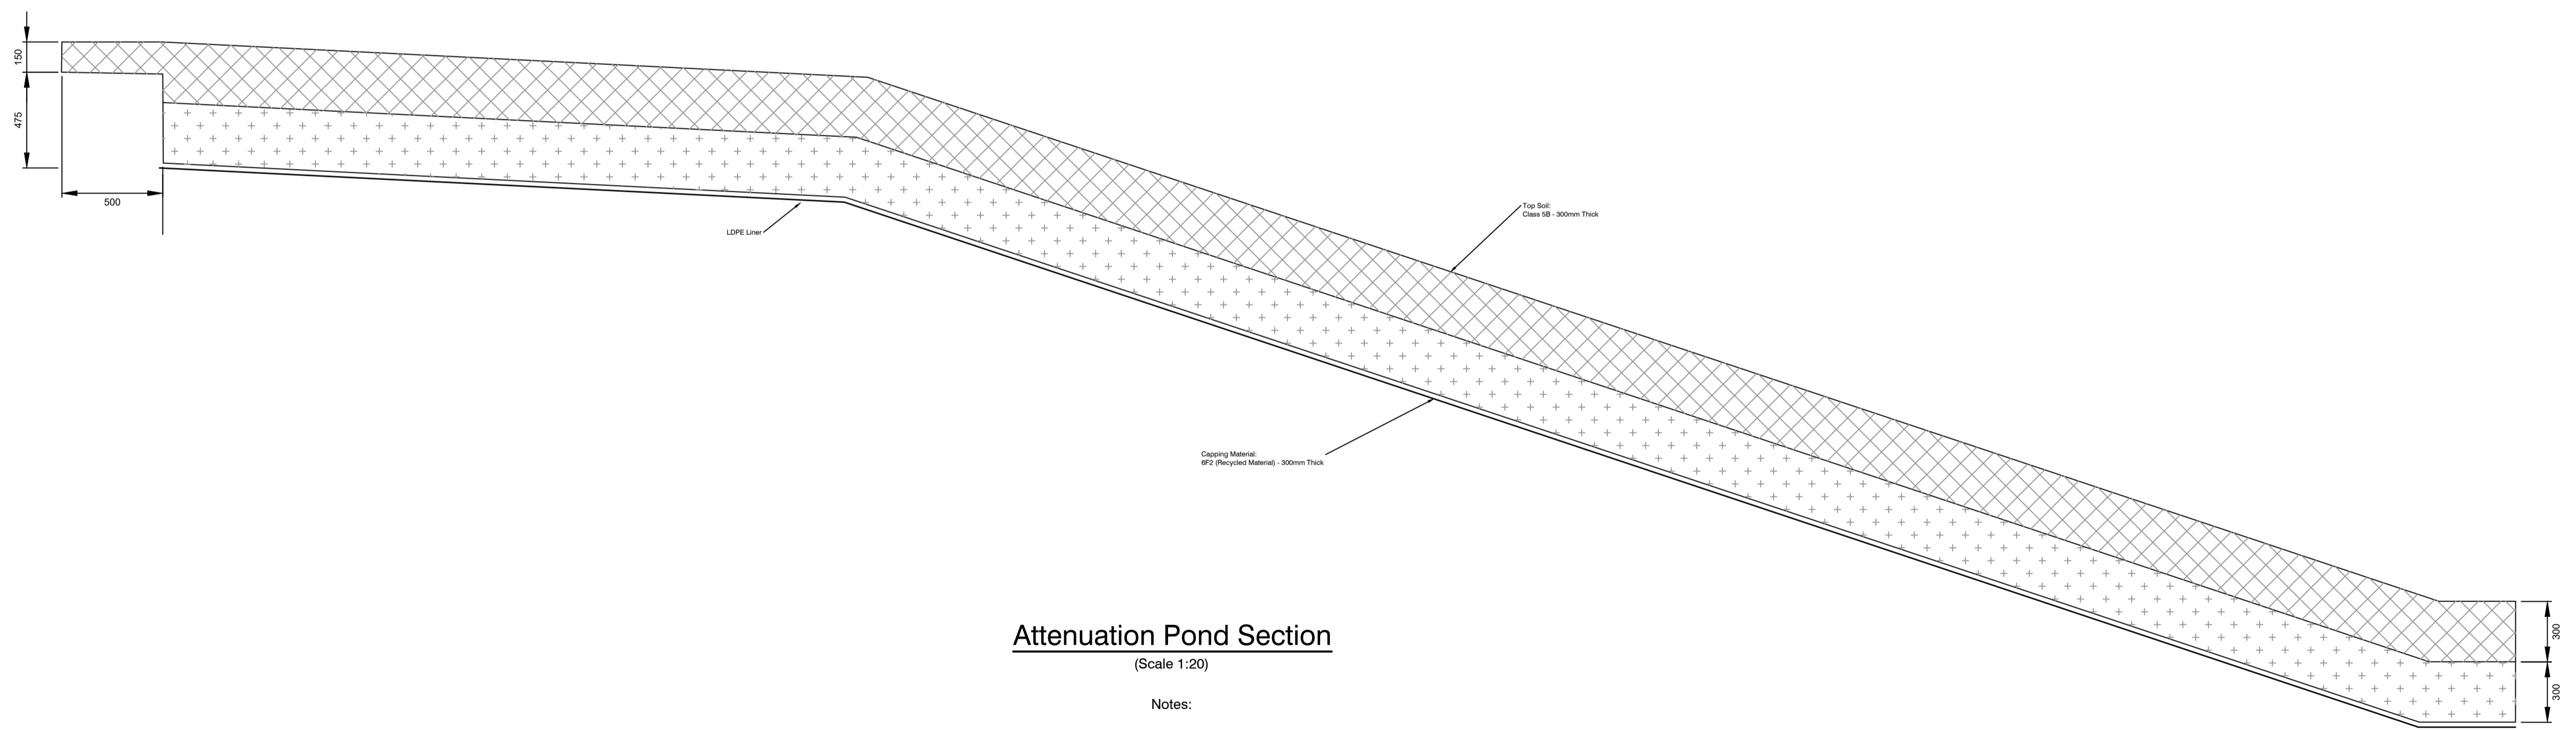 150
475
500
LDPE Liner
Top Soil:
Class 5B - 300mm Thick
Capping Material:
6F2 (Recycled Material) - 300mm Thick
300
300
Attenuation Pond Section
(Scale 1:20)
Notes: